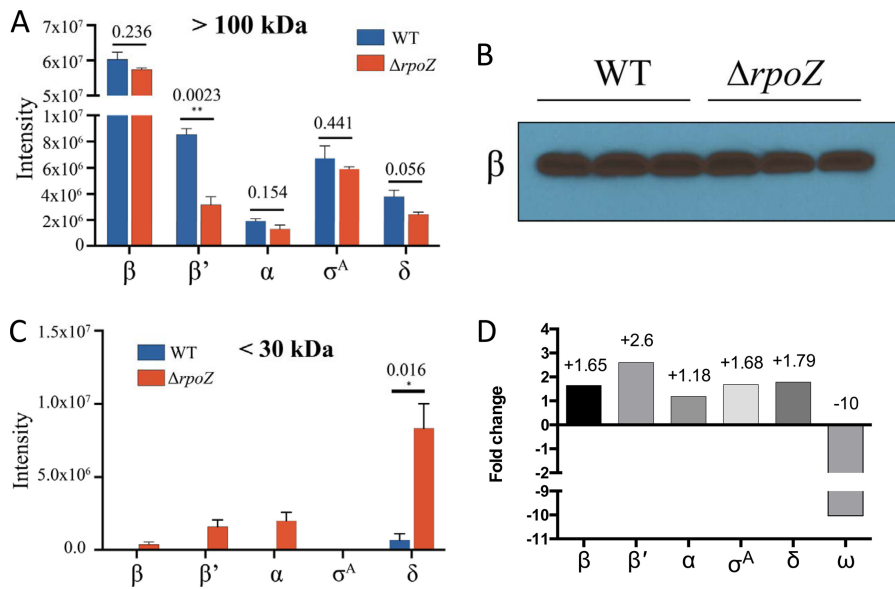 A
> 100 kDa
WT
ΔrpoZ
Intensity
7x10⁷
6x10⁷
5x10⁷
1x10⁷
8x10⁶
6x10⁶
4x10⁶
2x10⁶
0
0.236
0.0023
**
0.154
0.441
0.056
β β’ α σᴬ δ
B
WT ΔrpoZ
β
C
< 30 kDa
WT
ΔrpoZ
Intensity
1.5x10⁷
1.0x10⁷
5.0x10⁶
0.0
0.016
*
β β’ α σᴬ δ
D
Fold change
4
3
2
1
0
-1
-2
-9
-10
-11
+1.65
+2.6
+1.18
+1.68
+1.79
-10
β β′ α σᴬ δ ω